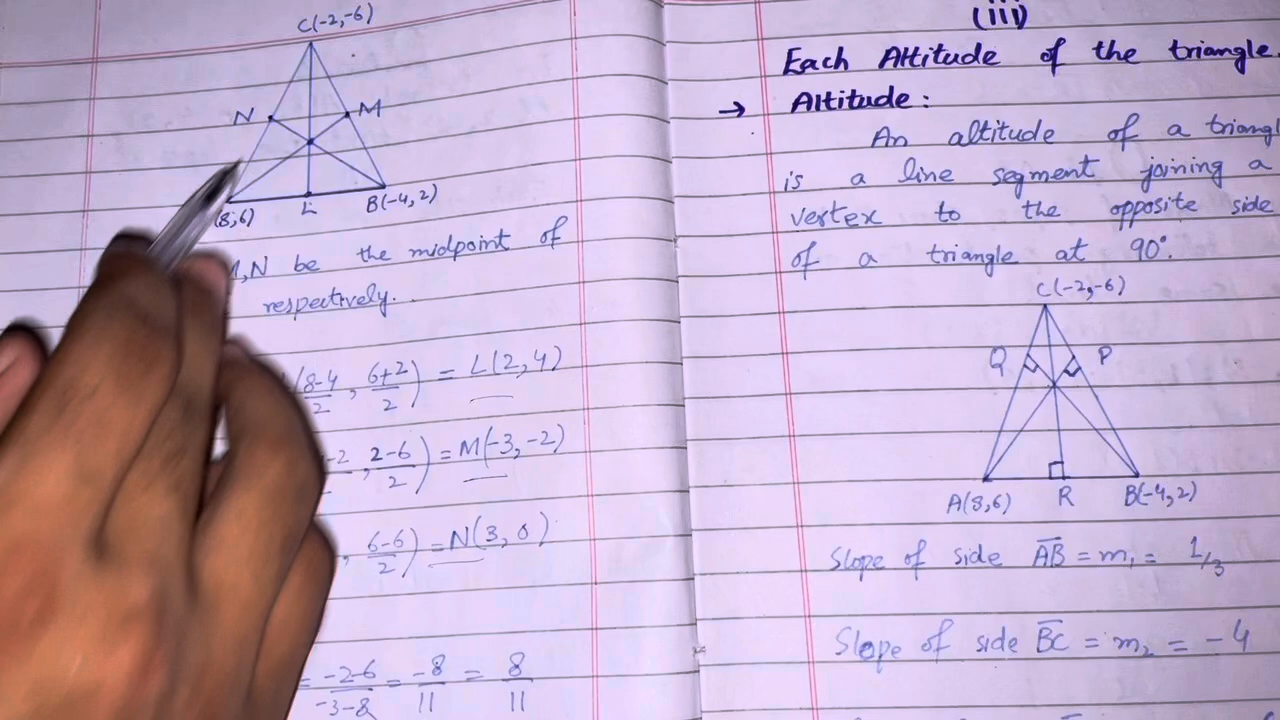 C(-2,-6)
N M
(8,6) L B(-4,2)
M,N be the midpoint of
respectively.
(8-4/2, 6+2/2) = L(2,4)
-2/2, 2-6/2) = M(-3,-2)
, 6-6/2) = N(3,0)
= -2-6/-3-8 = -8/11 = 8/11
(iii)
Each Altitude of the triangle.
→ Altitude:
An altitude of a triangl
is a line segment joining a
vertex to the opposite side
of a triangle at 90°.
C(-2,-6)
Q P
A(8,6) R B(-4,2)
Slope of side AB = m₁ = 1/3
Slope of side BC = m₂ = -4